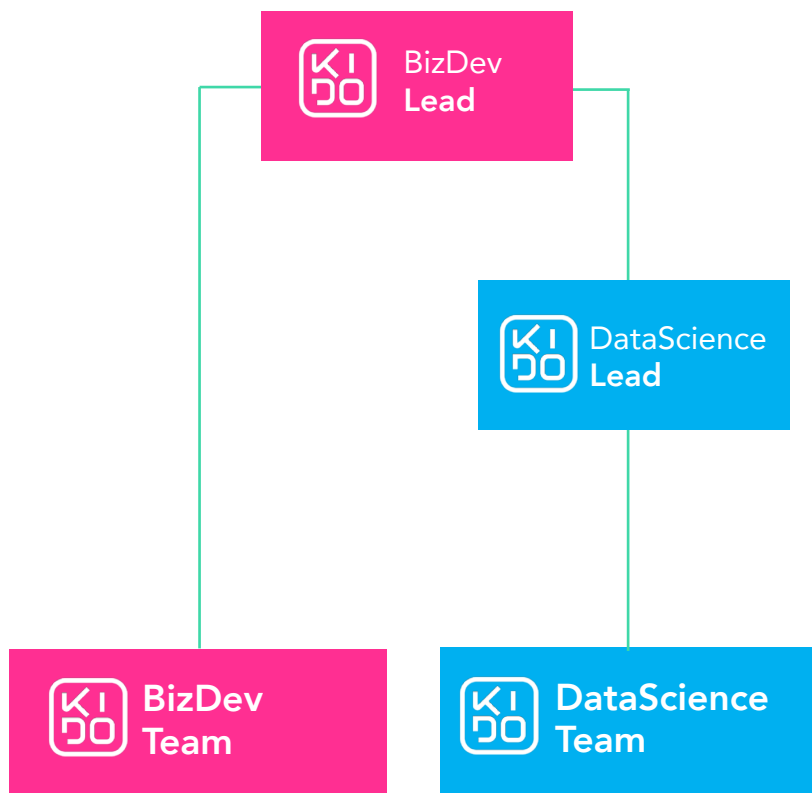 KI
DO
BizDev
Lead
KI
DO
DataScience
Lead
KI
DO
BizDev
Team
KI
DO
DataScience
Team